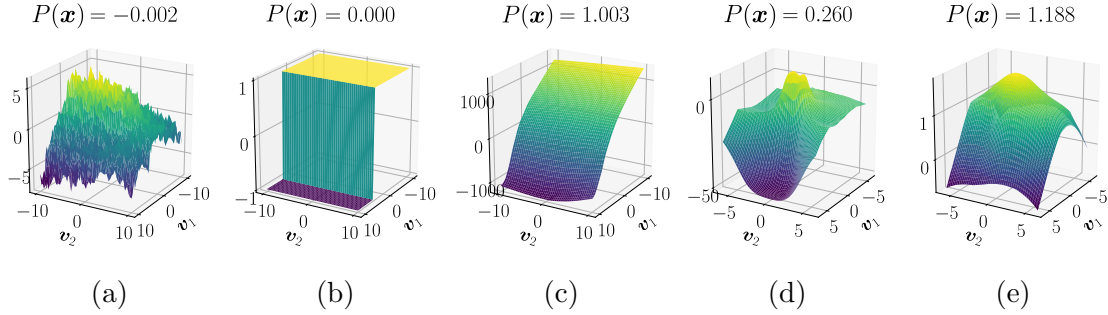 P(x) = −0.002
P(x) = 0.000
P(x) = 1.003
P(x) = 0.260
P(x) = 1.188
5
0
−5
−10
0
10
10
0
−10
v₂
v₁
1
0
−1
−10
0
10
10
0
−10
v₂
v₁
1000
0
−1000
−10
0
10
10
0
−10
v₂
v₁
0
−50
−5
0
5
5
0
−5
v₂
v₁
1
0
−5
0
5
5
0
−5
v₂
v₁
(a)
(b)
(c)
(d)
(e)